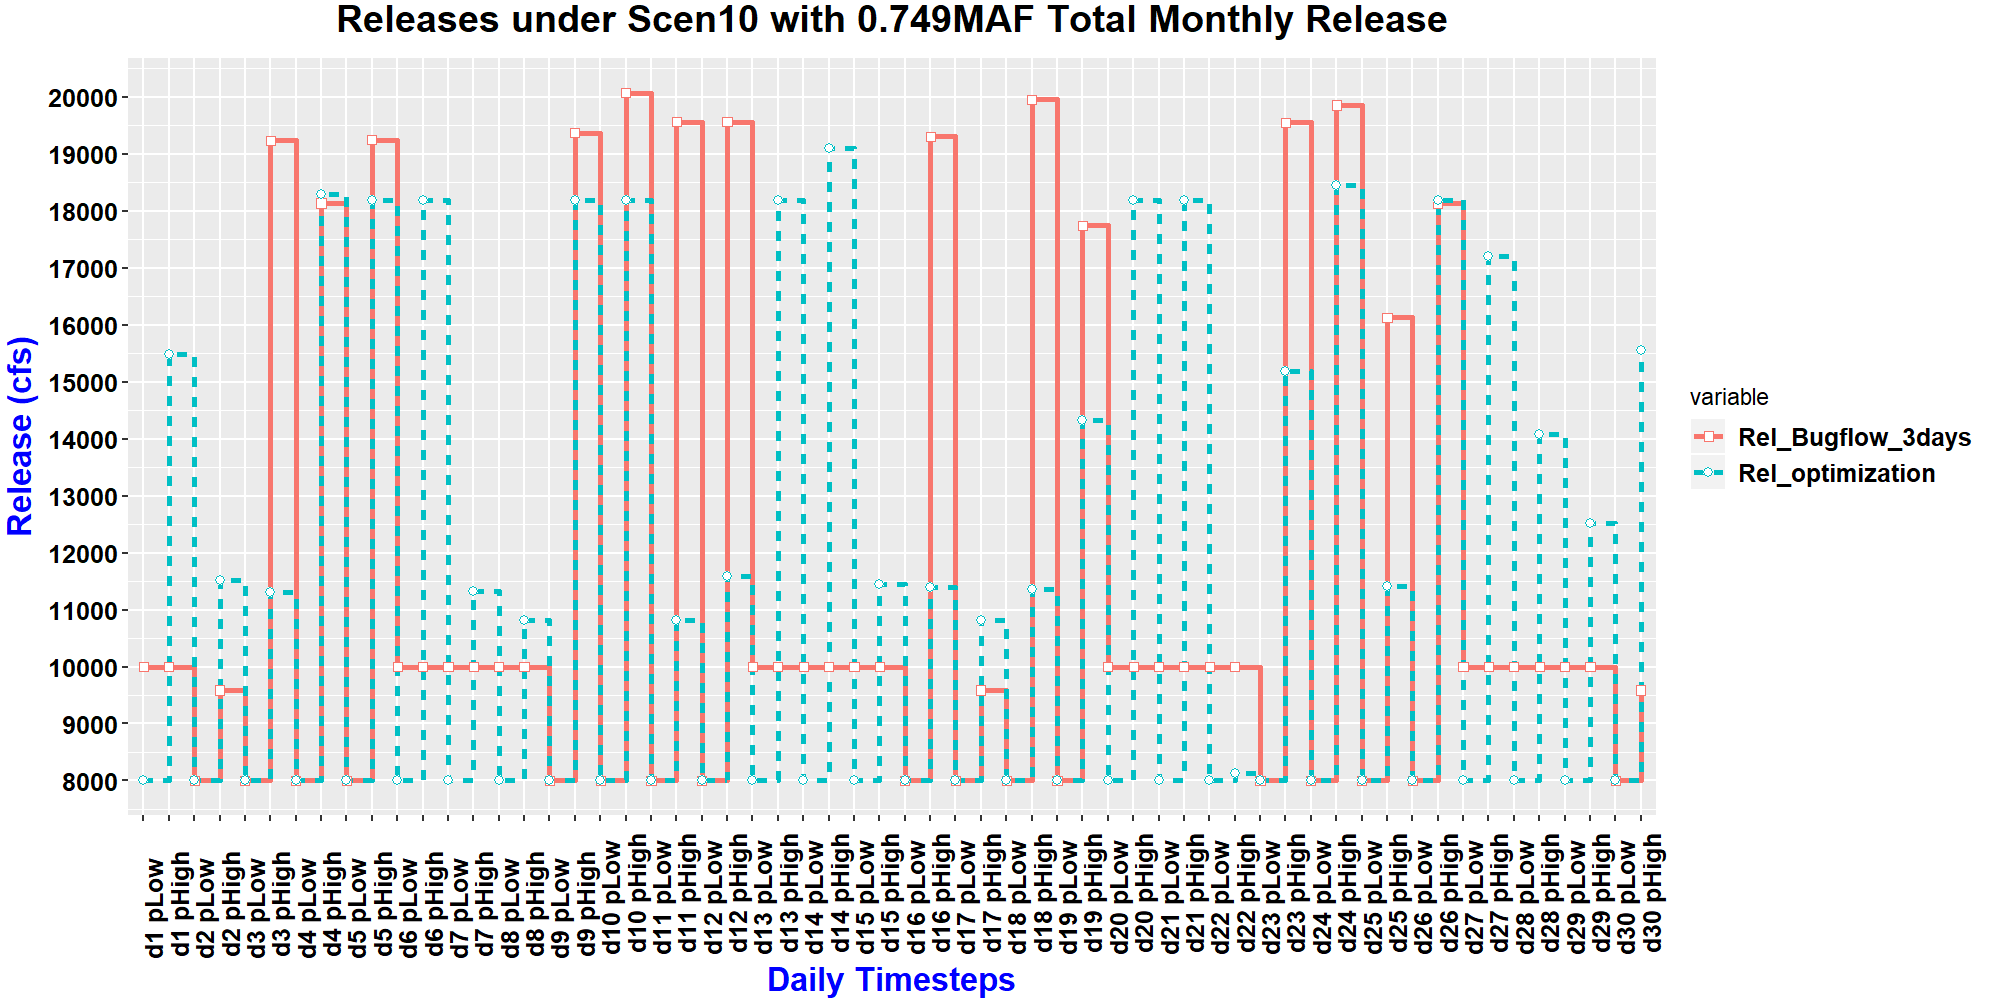 Releases under Scen10 with 0.749MAF Total Monthly Release
Release (cfs)
20000
19000
18000
17000
16000
15000
14000
13000
12000
11000
10000
9000
8000
d1 pLow
d1 pHigh
d2 pLow
d2 pHigh
d3 pLow
d3 pHigh
d4 pLow
d4 pHigh
d5 pLow
d5 pHigh
d6 pLow
d6 pHigh
d7 pLow
d7 pHigh
d8 pLow
d8 pHigh
d9 pLow
d9 pHigh
d10 pLow
d10 pHigh
d11 pLow
d11 pHigh
d12 pLow
d12 pHigh
d13 pLow
d13 pHigh
d14 pLow
d14 pHigh
d15 pLow
d15 pHigh
d16 pLow
d16 pHigh
d17 pLow
d17 pHigh
d18 pLow
d18 pHigh
d19 pLow
d19 pHigh
d20 pLow
d20 pHigh
d21 pLow
d21 pHigh
d22 pLow
d22 pHigh
d23 pLow
d23 pHigh
d24 pLow
d24 pHigh
d25 pLow
d25 pHigh
d26 pLow
d26 pHigh
d27 pLow
d27 pHigh
d28 pLow
d28 pHigh
d29 pLow
d29 pHigh
d30 pLow
d30 pHigh
Daily Timesteps
variable
Rel_Bugflow_3days
Rel_optimization